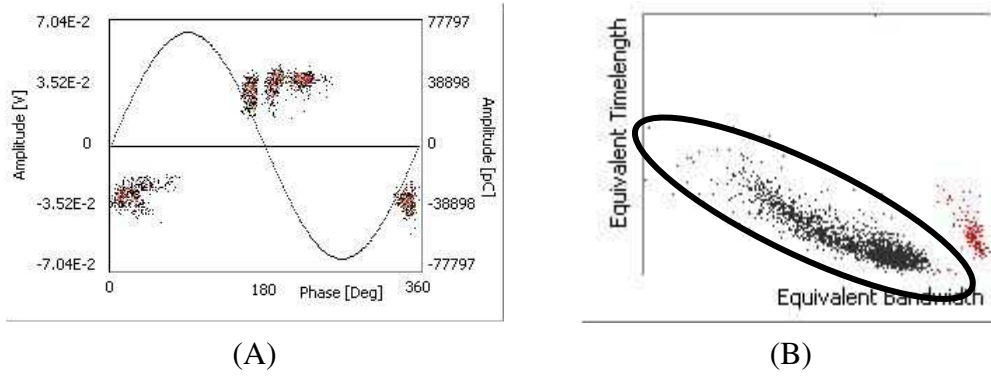 7.04E-2
3.52E-2
0
-3.52E-2
-7.04E-2
Amplitude [V]
77797
38898
0
-38898
-77797
Amplitude [pC]
0
180
Phase [Deg]
360
(A)
Equivalent Timelength
Equivalent Bandwidth
(B)